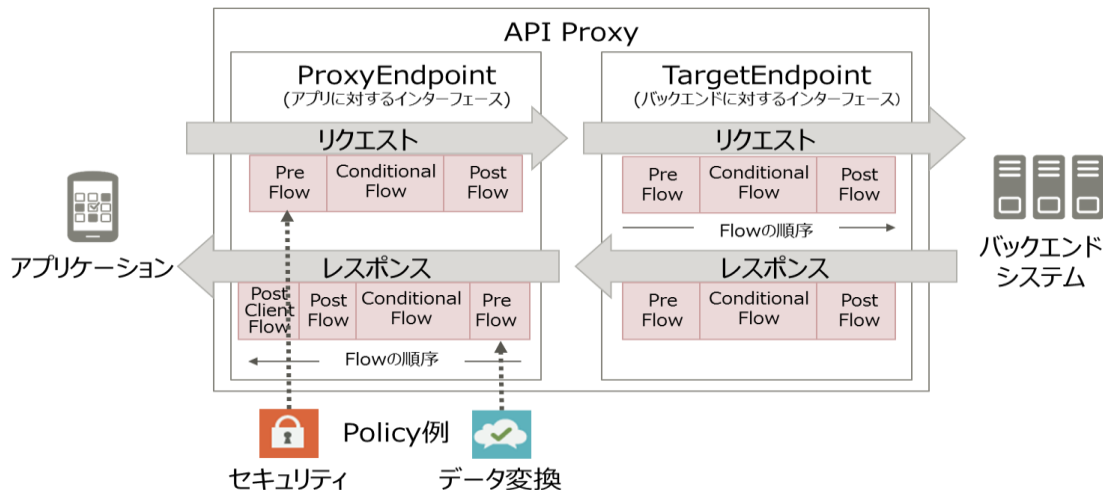 API Proxy
ProxyEndpoint
(アプリに対するインターフェース)
TargetEndpoint
(バックエンドに対するインターフェース)
リクエスト
リクエスト
Pre
Flow
Conditional
Flow
Post
Flow
Pre
Flow
Conditional
Flow
Post
Flow
Flowの順序
アプリケーション
バックエンド
システム
レスポンス
レスポンス
Post
Client
Flow
Post
Flow
Conditional
Flow
Pre
Flow
Pre
Flow
Conditional
Flow
Post
Flow
Flowの順序
Policy例
セキュリティ
データ変換